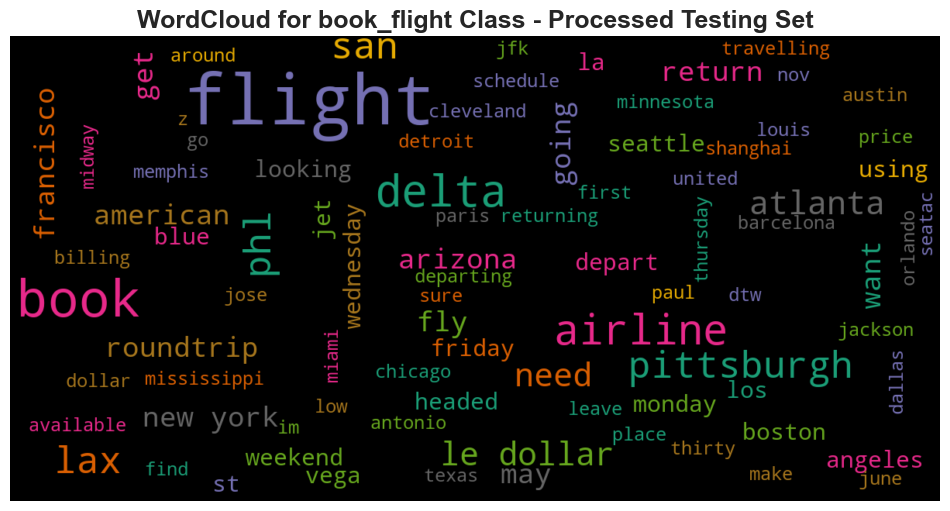 WordCloud for book_flight Class - Processed Testing Set
around san jfk la travelling
get flight schedule return nov
francisco z cleveland going minnesota austin
midway go detroit seattle shanghai louis price
memphis looking delta first united using
american phl jet paris returning atlanta barcelona seatac
blue wednesday thursday orlando
billing arizona departing depart want
book jose sure paul dtw
roundtrip miami fly friday airline jackson
dollar mississippi chicago need pittsburgh dallas
available new york im low antonio headed leave los monday
lax find weekend le dollar place boston thirty
st vega texas may make angeles june